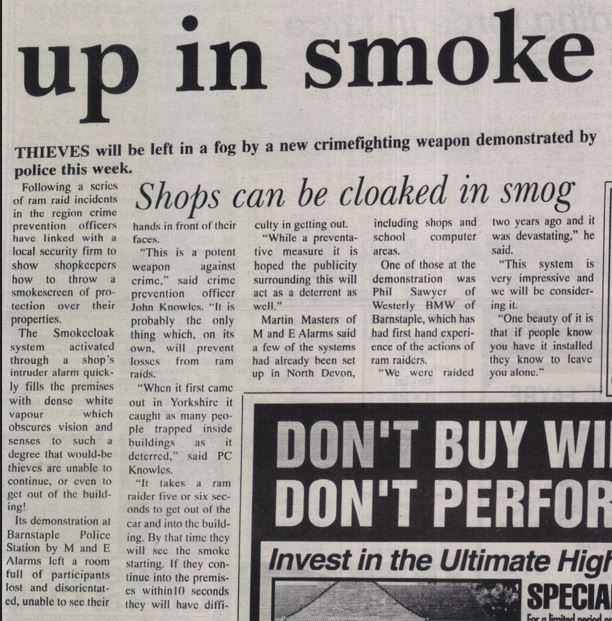 up in smoke
THIEVES will be left in a fog by a new crimefighting weapon demonstrated by
police this week.
Shops can be cloaked in smog
Following a series
of ram raid incidents
in the region crime
prevention officers
have linked with a
local security firm to
show shopkeepers
how to throw a
smokescreen of pro-
tection over their
properties.
The Smokecloak
system activated
through a shop's
intruder alarm quick-
ly fills the premises
with dense white
vapour which
obscures vision and
senses to such a
degree that would-be
thieves are unable to
continue, or even to
get out of the build-
ing!
Its demonstration at
Barnstaple Police
Station by M and E
Alarms left a room
full of participants
lost and disorientat-
ed, unable to see their
hands in front of their
faces.
"This is a potent
weapon against
crime," said crime
prevention officer
John Knowles. "It is
probably the only
thing which, on its
own, will prevent
losses from ram
raids.
"When it first came
out in Yorkshire it
caught as many peo-
ple trapped inside
buildings as it
deterred," said PC
Knowles.
"It takes a ram
raider five or six sec-
onds to get out of the
car and into the build-
ing. By that time they
will see the smoke
starting. If they con-
tinue into the premis-
es within10 seconds
they will have diffi-
culty in getting out.
"While a preventa-
tive measure it is
hoped the publicity
surrounding this will
act as a deterrent as
well."
Martin Masters of
M and E Alarms said
a few of the systems
had already been set
up in North Devon,
including shops and
school computer
areas.
One of those at the
demonstration was
Phil Sawyer of
Westerly BMW of
Barnstaple, which has
had first hand experi-
ence of the actions of
ram raiders.
"We were raided
two years ago and it
was devastating," he
said.
"This system is
very impressive and
we will be consider-
ing it.
"One beauty of it is
that if people know
you have it installed
they know to leave
you alone."
DON'T BUY WI
DON'T PERFOR
Invest in the Ultimate High
SPECIA
For a limited period